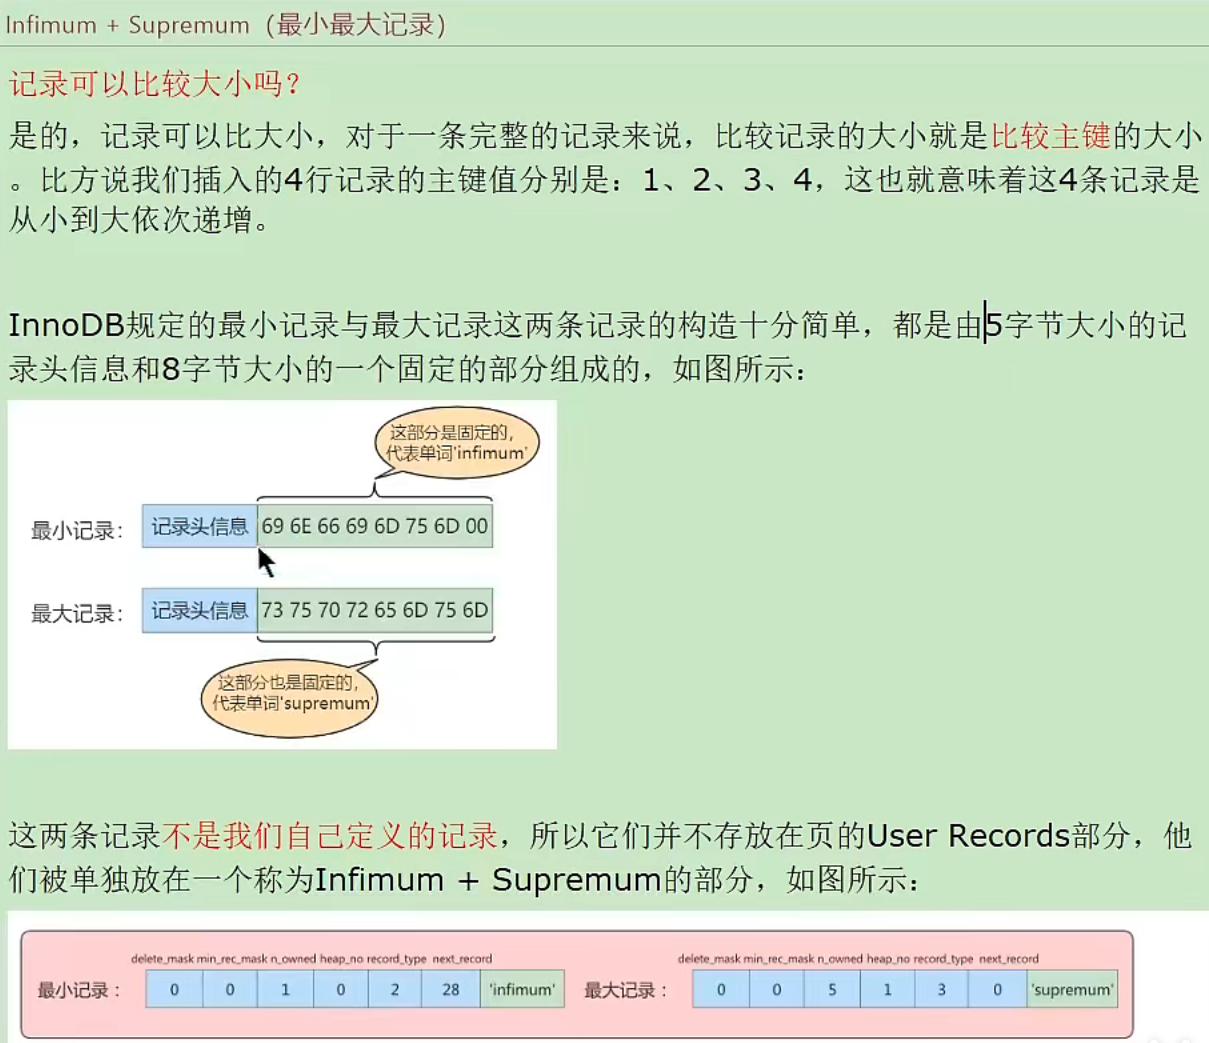 Infimum + Supremum（最小最大记录）
记录可以比较大小吗？
是的，记录可以比大小，对于一条完整的记录来说，比较记录的大小就是比较主键的大小
。比方说我们插入的4行记录的主键值分别是：1、2、3、4，这也就意味着这4条记录是
从小到大依次递增。
InnoDB规定的最小记录与最大记录这两条记录的构造十分简单，都是由5字节大小的记
录头信息和8字节大小的一个固定的部分组成的，如图所示：
这部分是固定的，
代表单词'infimum'
最小记录： 记录头信息 69 6E 66 69 6D 75 6D 00
最大记录： 记录头信息 73 75 70 72 65 6D 75 6D
这部分也是固定的，
代表单词'supremum'
这两条记录不是我们自己定义的记录，所以它们并不存放在页的User Records部分，他
们被单独放在一个称为Infimum + Supremum的部分，如图所示：
delete_mask min_rec_mask n_owned heap_no record_type next_record
最小记录： 0 0 1 0 2 28 'infimum'
delete_mask min_rec_mask n_owned heap_no record_type next_record
最大记录： 0 0 5 1 3 0 'supremum'